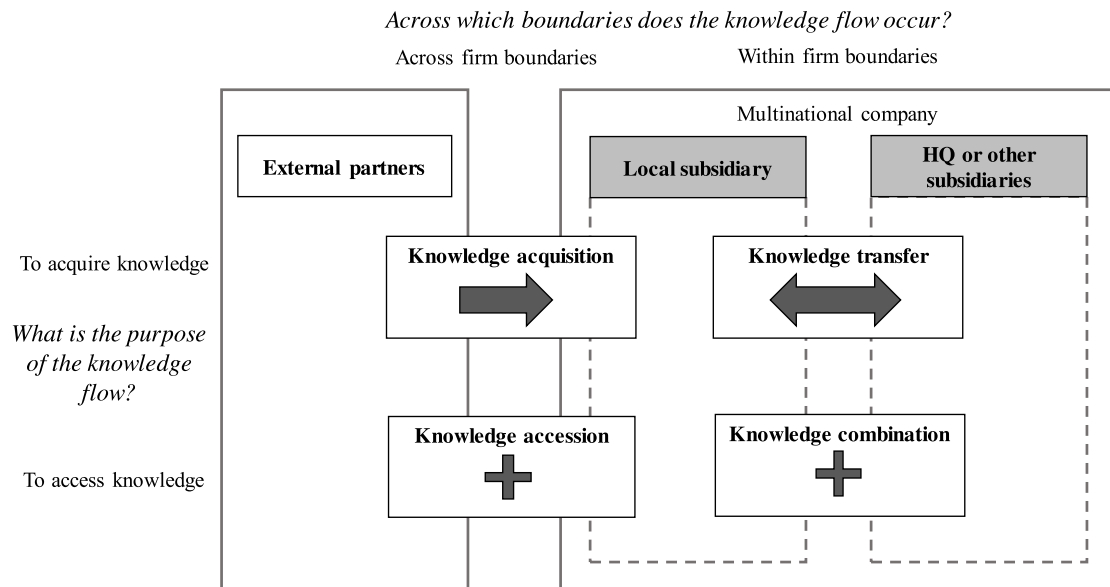 Across which boundaries does the knowledge flow occur?
Across firm boundaries
Within firm boundaries
Multinational company
External partners
Local subsidiary
HQ or other
subsidiaries
To acquire knowledge
Knowledge acquisition
Knowledge transfer
What is the purpose
of the knowledge
flow?
To access knowledge
Knowledge accession
Knowledge combination